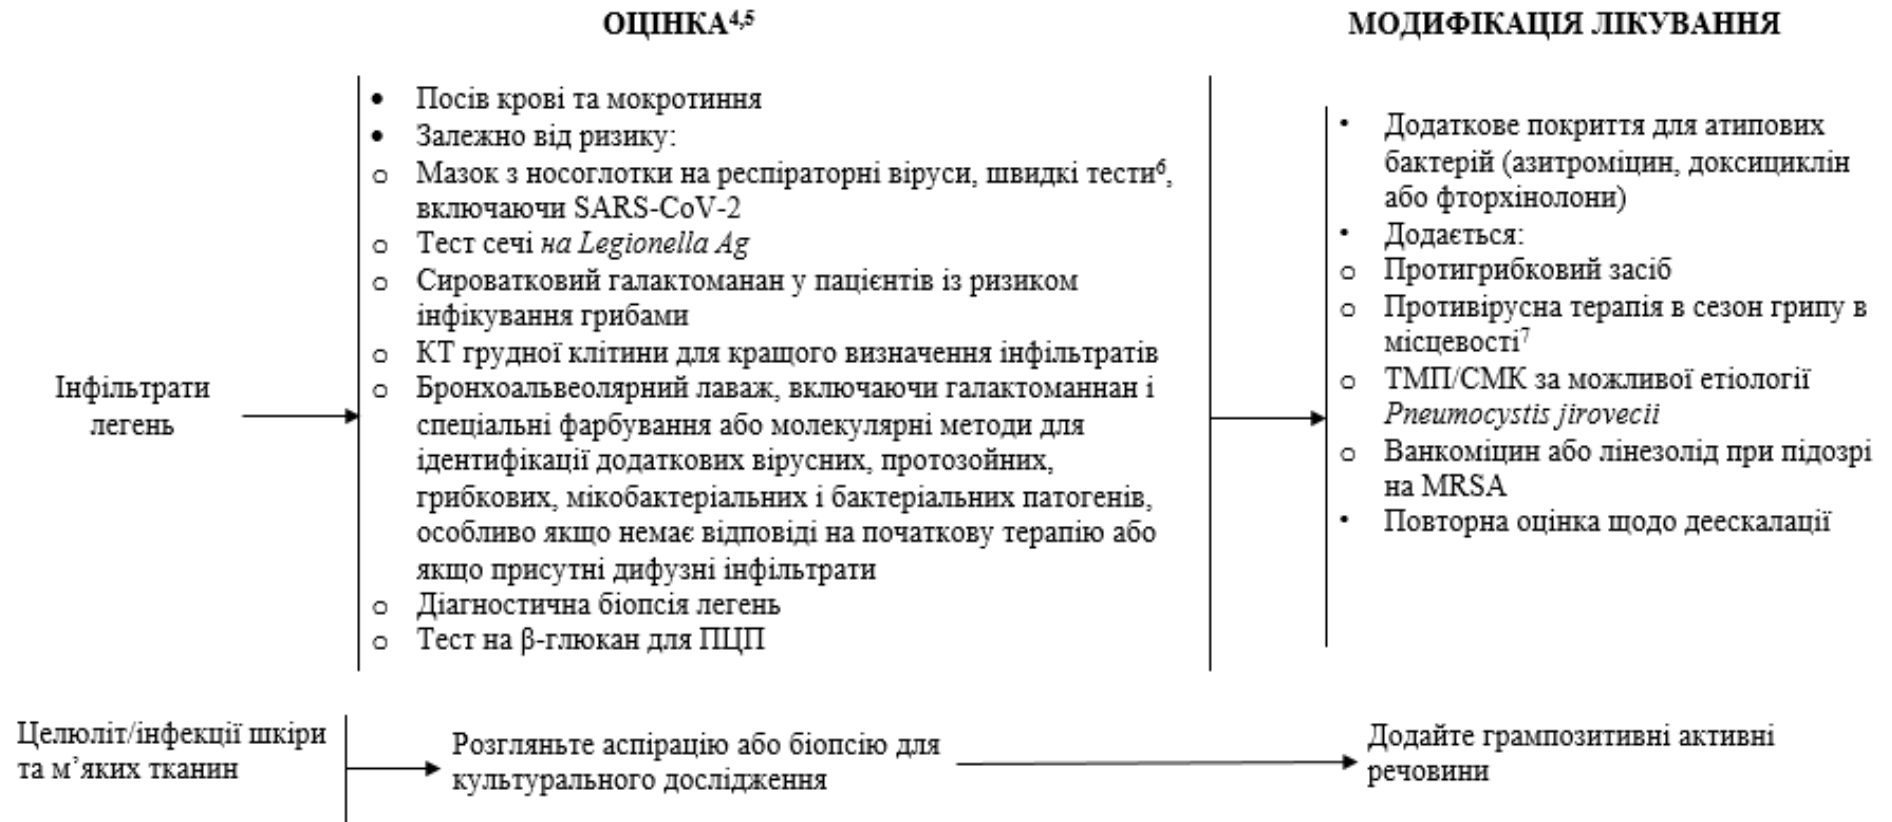 ОЦІНКА4,5
МОДИФІКАЦІЯ ЛІКУВАННЯ
Інфільтрати
легень
• Посів крові та мокротиння
• Залежно від ризику:
o Мазок з носоглотки на респіраторні віруси, швидкі тести6,
включаючи SARS-CoV-2
o Тест сечі на Legionella Ag
o Сироватковий галактоманан у пацієнтів із ризиком
інфікування грибами
o КТ грудної клітини для кращого визначення інфільтратів
o Бронхоальвеолярний лаваж, включаючи галактоманнан і
спеціальні фарбування або молекулярні методи для
ідентифікації додаткових вірусних, протозойних,
грибкових, мікобактеріальних і бактеріальних патогенів,
особливо якщо немає відповіді на початкову терапію або
якщо присутні дифузні інфільтрати
o Діагностична біопсія легень
o Тест на β-глюкан для ПЦП
• Додаткове покриття для атипових
бактерій (азитроміцин, доксициклін
або фторхінолони)
• Додається:
o Протигрибковий засіб
o Противірусна терапія в сезон грипу в
місцевості7
o ТМП/СМК за можливої етіології
Pneumocystis jirovecii
o Ванкоміцин або лінезолід при підозрі
на MRSA
• Повторна оцінка щодо деескалації
Целюліт/інфекції шкіри
та м’яких тканин
Розгляньте аспірацію або біопсію для
культурального дослідження
Додайте грампозитивні активні
речовини